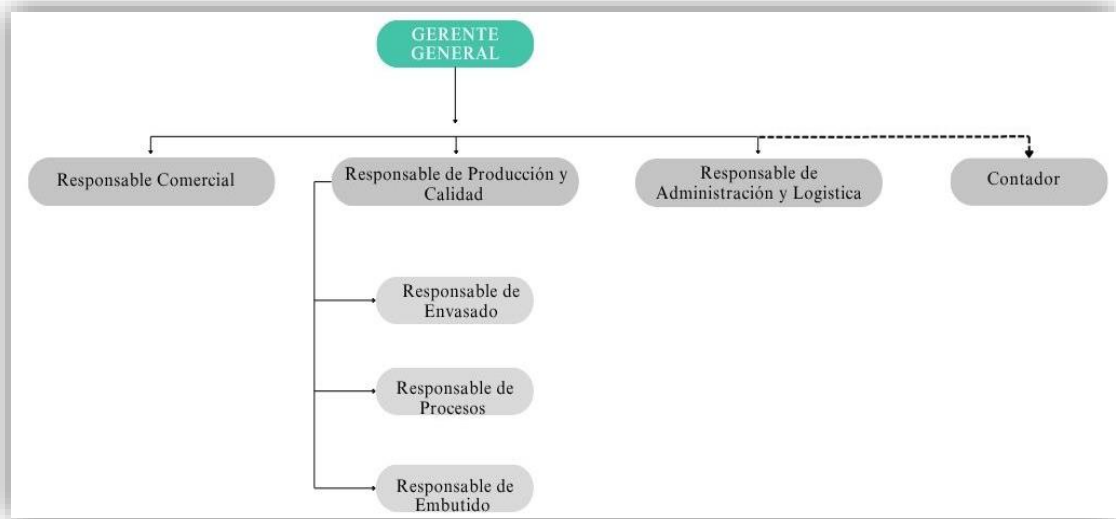 GERENTE
GENERAL
Responsable Comercial
Responsable de Producción y
Calidad
Responsable de
Administración y Logistica
Contador
Responsable de
Envasado
Responsable de
Procesos
Responsable de
Embutido